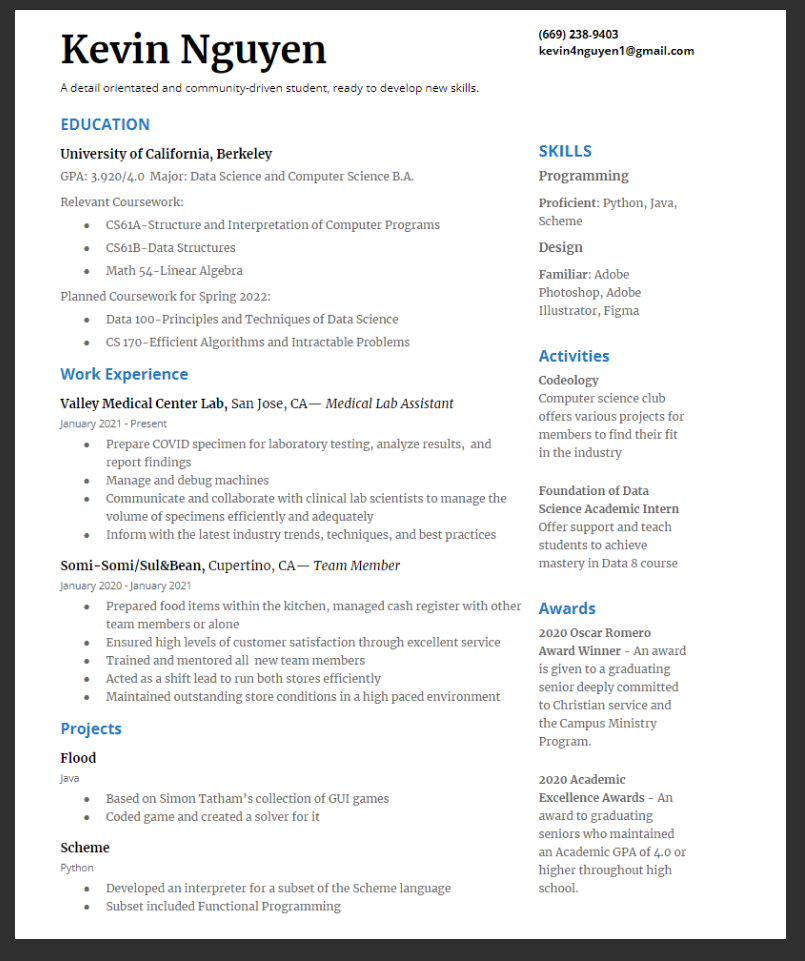 Kevin Nguyen
(669) 238-9403
kevin4nguyen1@gmail.com
A detail orientated and community-driven student, ready to develop new skills.
EDUCATION
University of California, Berkeley
GPA: 3.920/4.0 Major: Data Science and Computer Science B.A.
Relevant Coursework:
● CS61A-Structure and Interpretation of Computer Programs
● CS61B-Data Structures
● Math 54-Linear Algebra
Planned Coursework for Spring 2022:
● Data 100-Principles and Techniques of Data Science
● CS 170-Efficient Algorithms and Intractable Problems
Work Experience
Valley Medical Center Lab, San Jose, CA— Medical Lab Assistant
January 2021 - Present
● Prepare COVID specimen for laboratory testing, analyze results, and
report findings
● Manage and debug machines
● Communicate and collaborate with clinical lab scientists to manage the
volume of specimens efficiently and adequately
● Inform with the latest industry trends, techniques, and best practices
Somi-Somi/Sul&Bean, Cupertino, CA— Team Member
January 2020 - January 2021
● Prepared food items within the kitchen, managed cash register with other
team members or alone
● Ensured high levels of customer satisfaction through excellent service
● Trained and mentored all new team members
● Acted as a shift lead to run both stores efficiently
● Maintained outstanding store conditions in a high paced environment
Projects
Flood
Java
● Based on Simon Tatham's collection of GUI games
● Coded game and created a solver for it
Scheme
Python
● Developed an interpreter for a subset of the Scheme language
● Subset included Functional Programming
SKILLS
Programming
Proficient: Python, Java,
Scheme
Design
Familiar: Adobe
Photoshop, Adobe
Illustrator, Figma
Activities
Codeology
Computer science club
offers various projects for
members to find their fit
in the industry
Foundation of Data
Science Academic Intern
Offer support and teach
students to achieve
mastery in Data 8 course
Awards
2020 Oscar Romero
Award Winner - An award
is given to a graduating
senior deeply committed
to Christian service and
the Campus Ministry
Program.
2020 Academic
Excellence Awards - An
award to graduating
seniors who maintained
an Academic GPA of 4.0 or
higher throughout high
school.